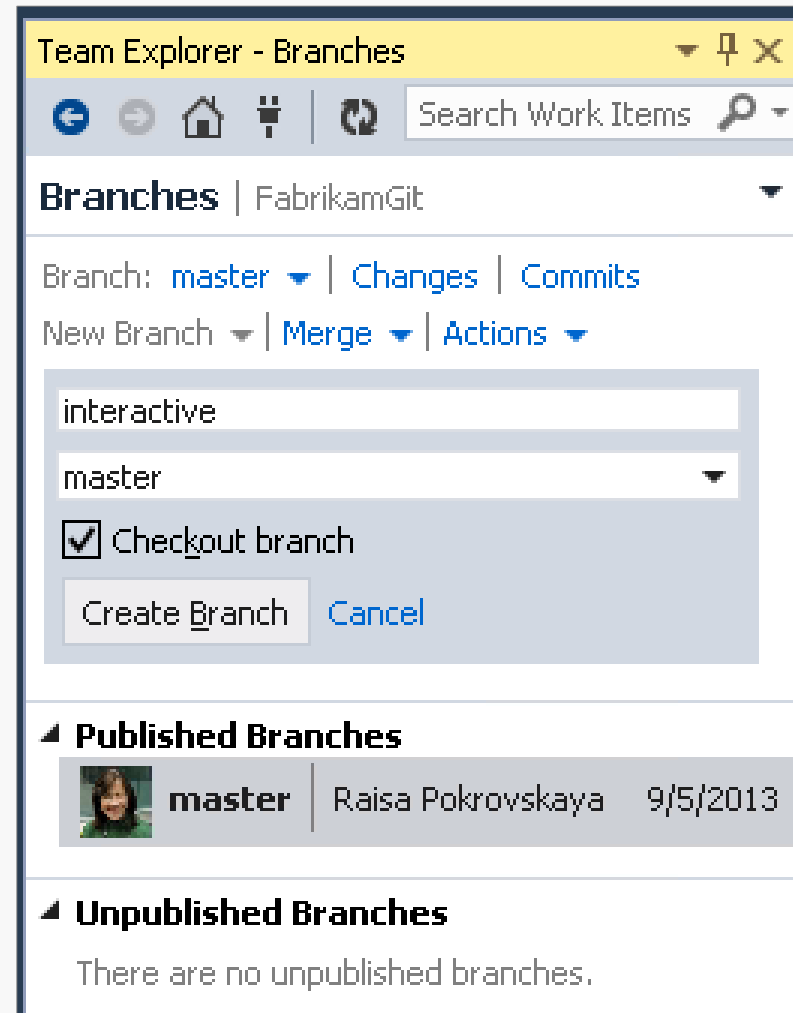 Team Explorer - Branches
Search Work Items
Branches | FabrikamGit
Branch: master | Changes | Commits
New Branch | Merge | Actions
interactive
master
Checkout branch
Create Branch Cancel
Published Branches
master | Raisa Pokrovskaya 9/5/2013
Unpublished Branches
There are no unpublished branches.